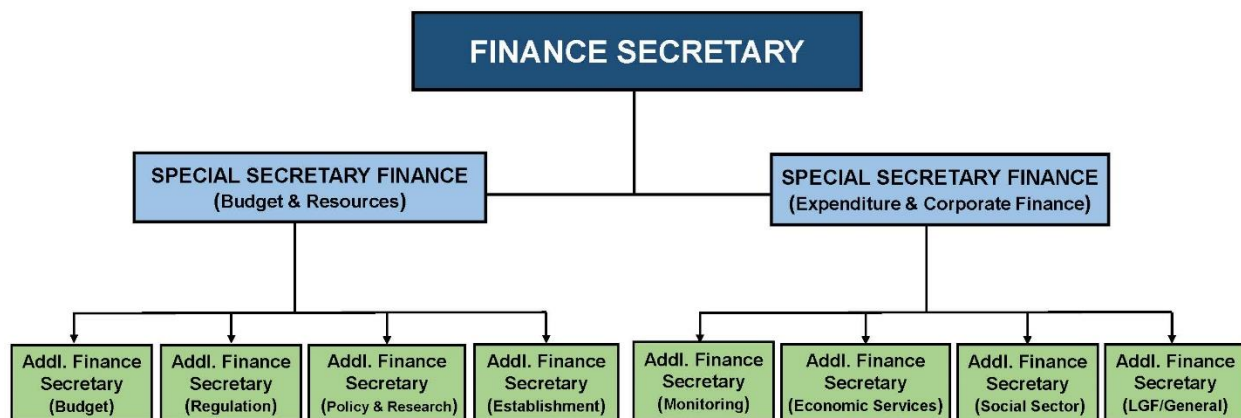 FINANCE SECRETARY
SPECIAL SECRETARY FINANCE
(Budget & Resources)
SPECIAL SECRETARY FINANCE
(Expenditure & Corporate Finance)
Addl. Finance
Secretary
(Budget)
Addl. Finance
Secretary
(Regulation)
Addl. Finance
Secretary
(Policy & Research)
Addl. Finance
Secretary
(Establishment)
Addl. Finance
Secretary
(Monitoring)
Addl. Finance
Secretary
(Economic Services)
Addl. Finance
Secretary
(Social Sector)
Addl. Finance
Secretary
(LGF/General)